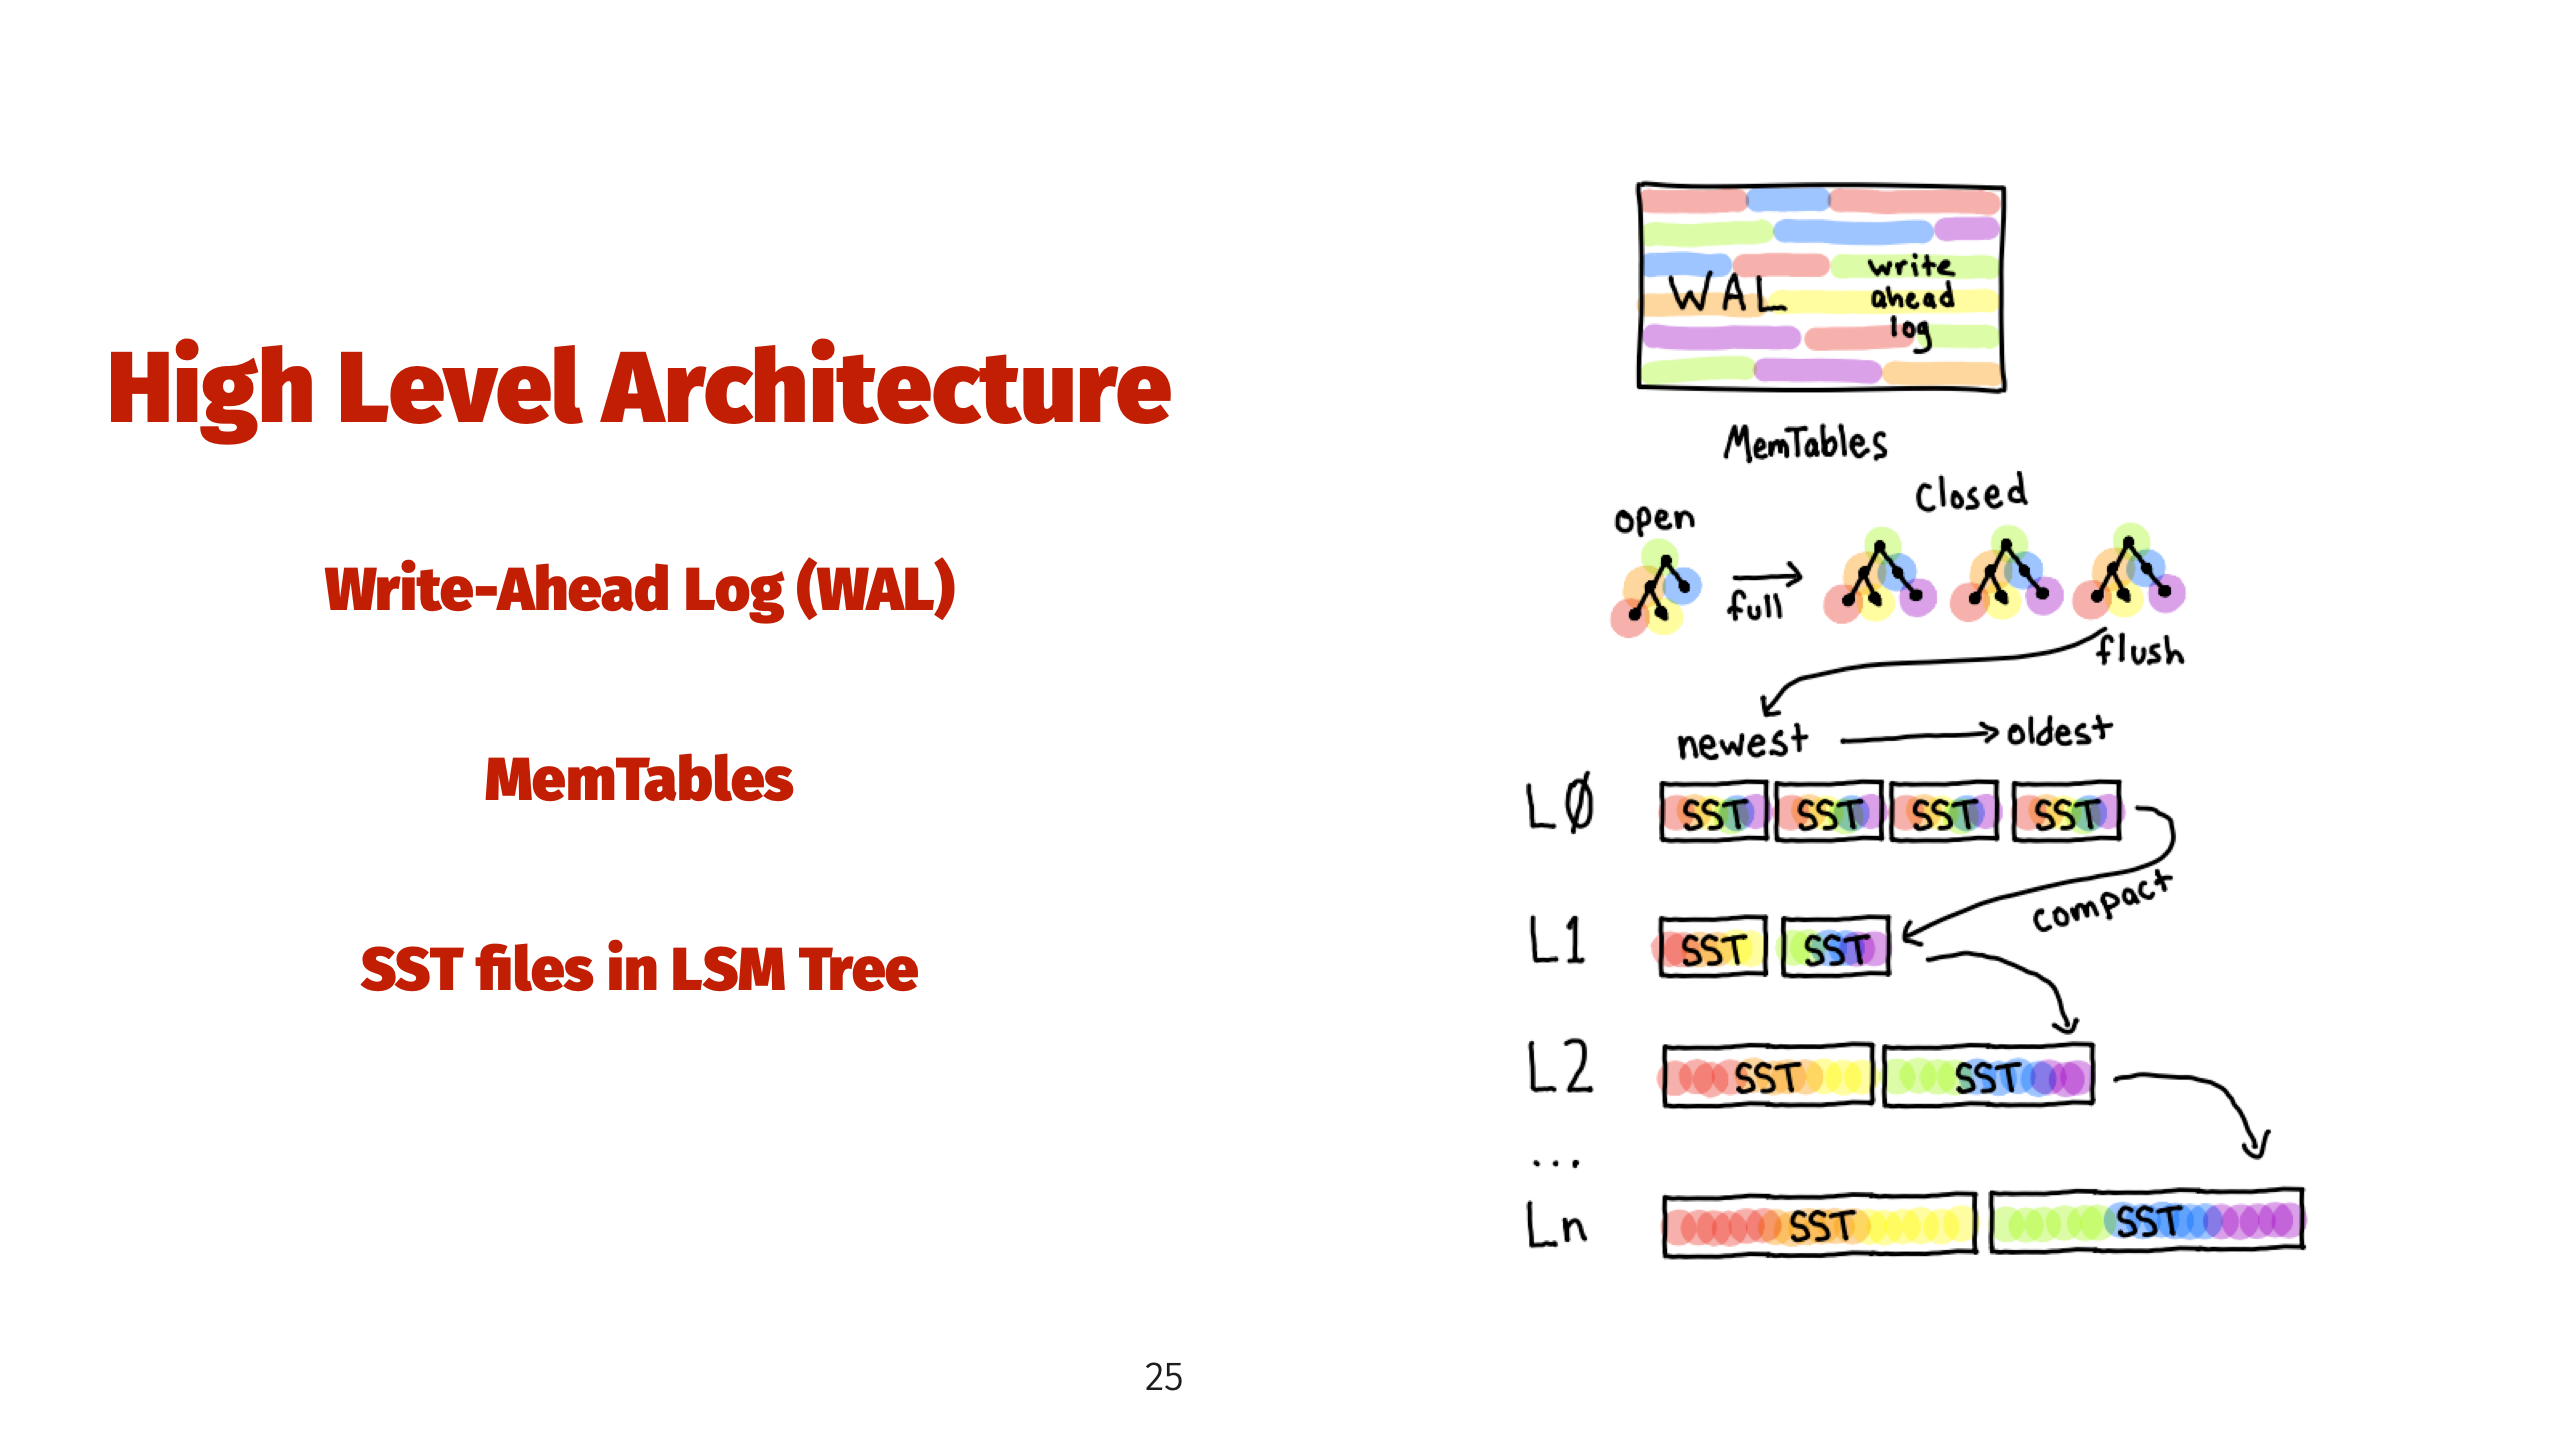 High Level Architecture
Write-Ahead Log (WAL)
MemTables
SST files in LSM Tree
WAL
write
ahead
log
MemTables
open
Closed
full
flush
newest
oldest
LØ
SST SST SST SST
compact
L1
SST SST
L2
SST SST
...
Ln
SST SST
25